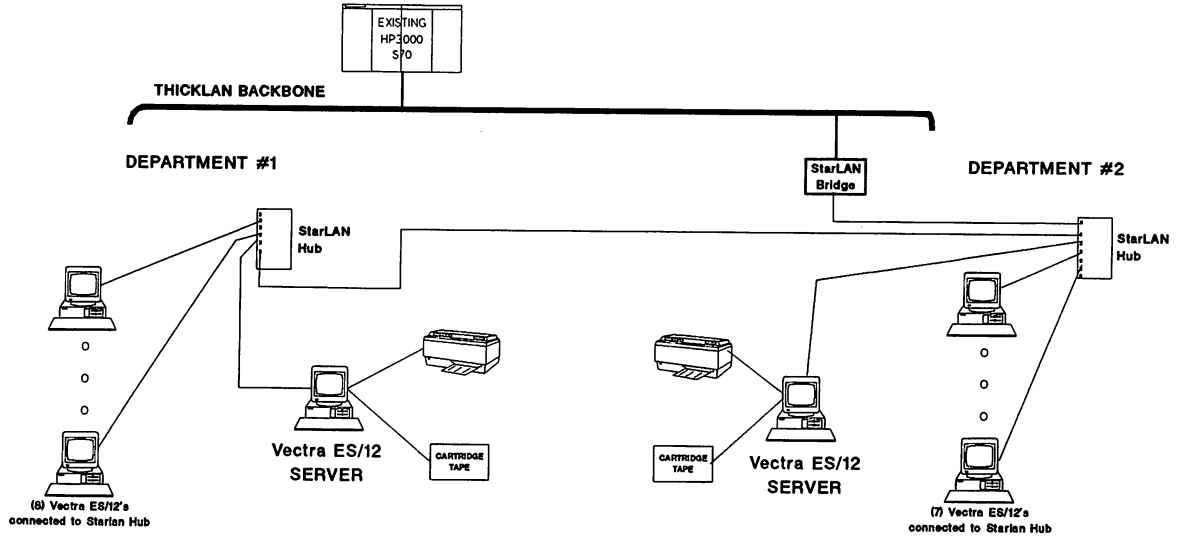 EXISTING
HP3000
S70
THICKLAN BACKBONE
DEPARTMENT #1
StarLAN
Bridge
DEPARTMENT #2
StarLAN
Hub
StarLAN
Hub
Vectra ES/12
SERVER
CARTRIDGE
TAPE
CARTRIDGE
TAPE
Vectra ES/12
SERVER
(6) Vectra ES/12's
connected to Starlan Hub
(7) Vectra ES/12's
connected to Starlan Hub